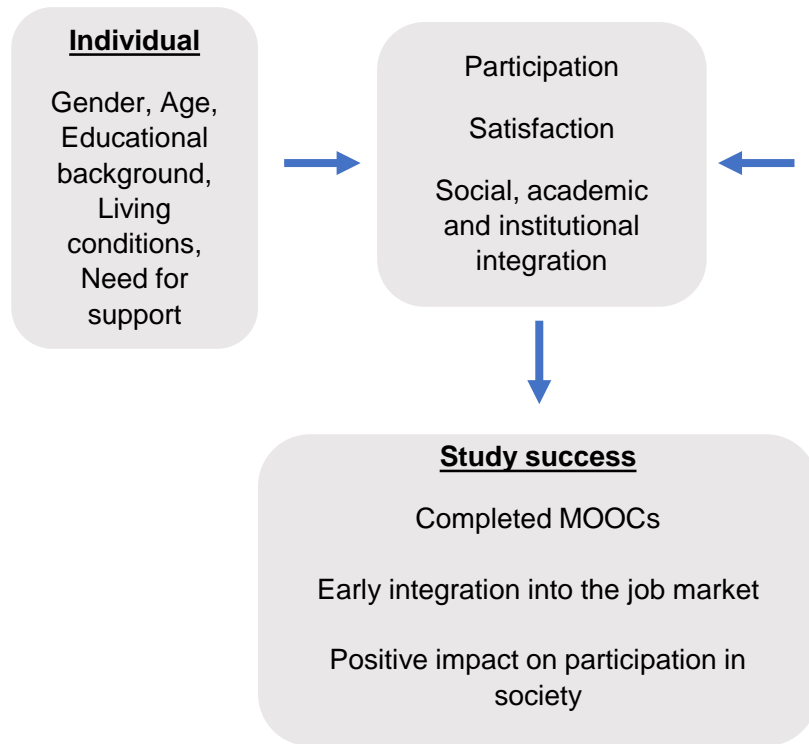 Individual
Gender, Age,
Educational
background,
Living
conditions,
Need for
support
Participation
Satisfaction
Social, academic
and institutional
integration
Study success
Completed MOOCs
Early integration into the job market
Positive impact on participation in
society